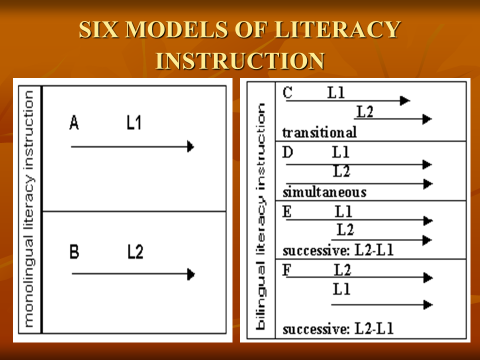 SIX MODELS OF LITERACY
INSTRUCTION
monolingual literacy instruction
A L1
B L2
bilingual literacy instruction
C L1
L2
transitional
D L1
L2
simultaneous
E L1
L2
successive: L2-L1
F L2
L1
successive: L2-L1